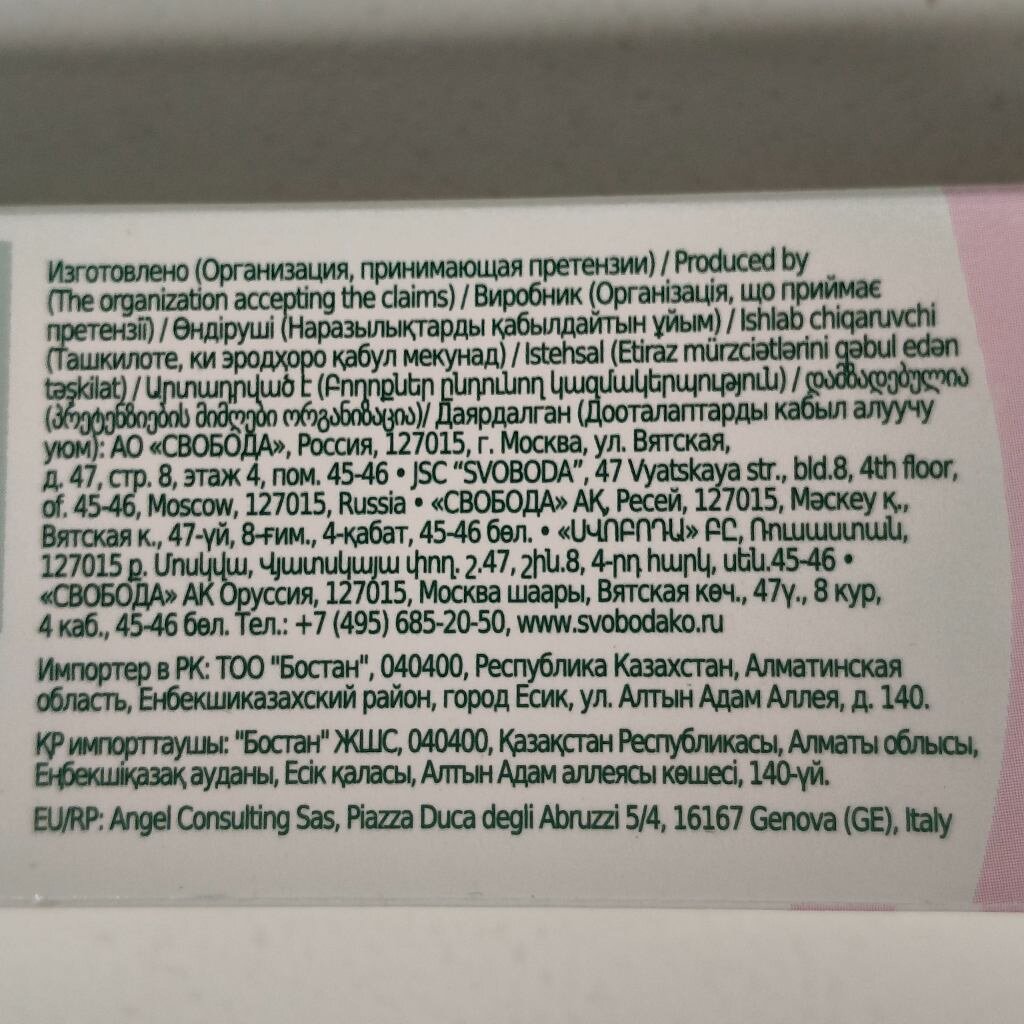 Изготовлено (Организация, принимающая претензии) / Produced by
(The organization accepting the claims) / Виробник (Організація, що приймає
претензії) / Өндіруші (Наразылықтарды қабылдайтын ұйым) / Ishlab chiqaruvchi
(Ташкилоте, ки эродхоро қабул мекунад) / Istehsal (Etiraz mürzciətlərini qəbul edən
təşkilat) / Արտադրված է (Բողոքներ ընդունող կազմակերպություն) / დამზადებულია
(პრეტენზიების მიმღები ორგანიზაცია)/ Даярдалган (Дооталаптарды кабыл алуучу
уюм): АО «СВОБОДА», Россия, 127015, г. Москва, ул. Вятская,
д. 47, стр. 8, этаж 4, пом. 45-46 • JSC “SVOBODA”, 47 Vyatskaya str., bld.8, 4th floor,
of. 45-46, Moscow, 127015, Russia • «СВОБОДА» АҚ, Ресей, 127015, Мәскеу қ.,
Вятская к., 47-үй, 8-ғим., 4-қабат, 45-46 бөл. • «ՍՎՈԲՈԴԱ» ԲԸ, Ռուսաստան,
127015 ք. Մոսկվա, Վյատսկայա փող. շ.47, շին.8, 4-րդ հարկ, սեն.45-46 •
«СВОБОДА» АК Оруссия, 127015, Москва шаары, Вятская көч., 47ү., 8 кур,
4 каб., 45-46 бөл. Тел.: +7 (495) 685-20-50, www.svobodako.ru
Импортер в РК: ТОО "Бостан", 040400, Республика Казахстан, Алматинская
область, Енбекшиказахский район, город Есик, ул. Алтын Адам Аллея, д. 140.
ҚР импорттаушы: "Бостан" ЖШС, 040400, Қазақстан Республикасы, Алматы облысы,
Еңбекшіқазақ ауданы, Есік қаласы, Алтын Адам аллеясы көшесі, 140-үй.
EU/RP: Angel Consulting Sas, Piazza Duca degli Abruzzi 5/4, 16167 Genova (GE), Italy